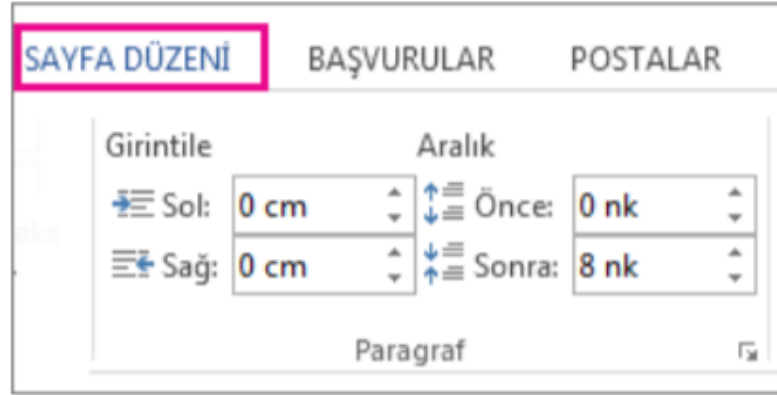 SAYFA DÜZENİ BAŞVURULAR POSTALAR
Girintile Aralık
Sol: 0 cm Önce: 0 nk
Sağ: 0 cm Sonra: 8 nk
Paragraf